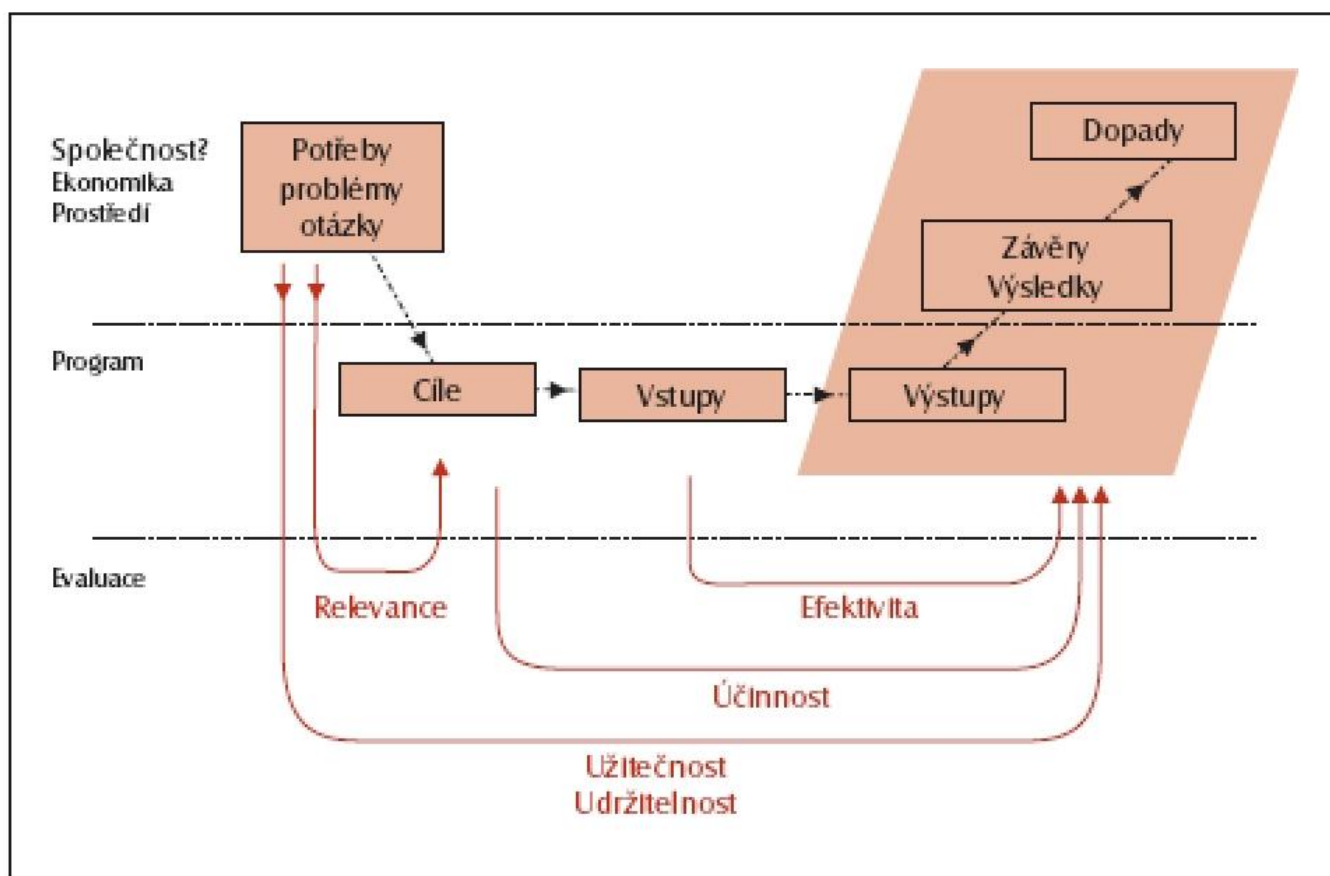 Společnost?
Ekonomika
Prostředí
Potřeby
problémy
otázky
Dopady
Závěry
Výsledky
Program
Cíle
Vstupy
Výstupy
Evaluace
Relevance
Efektivita
Účinnost
Užitečnost
Udržitelnost